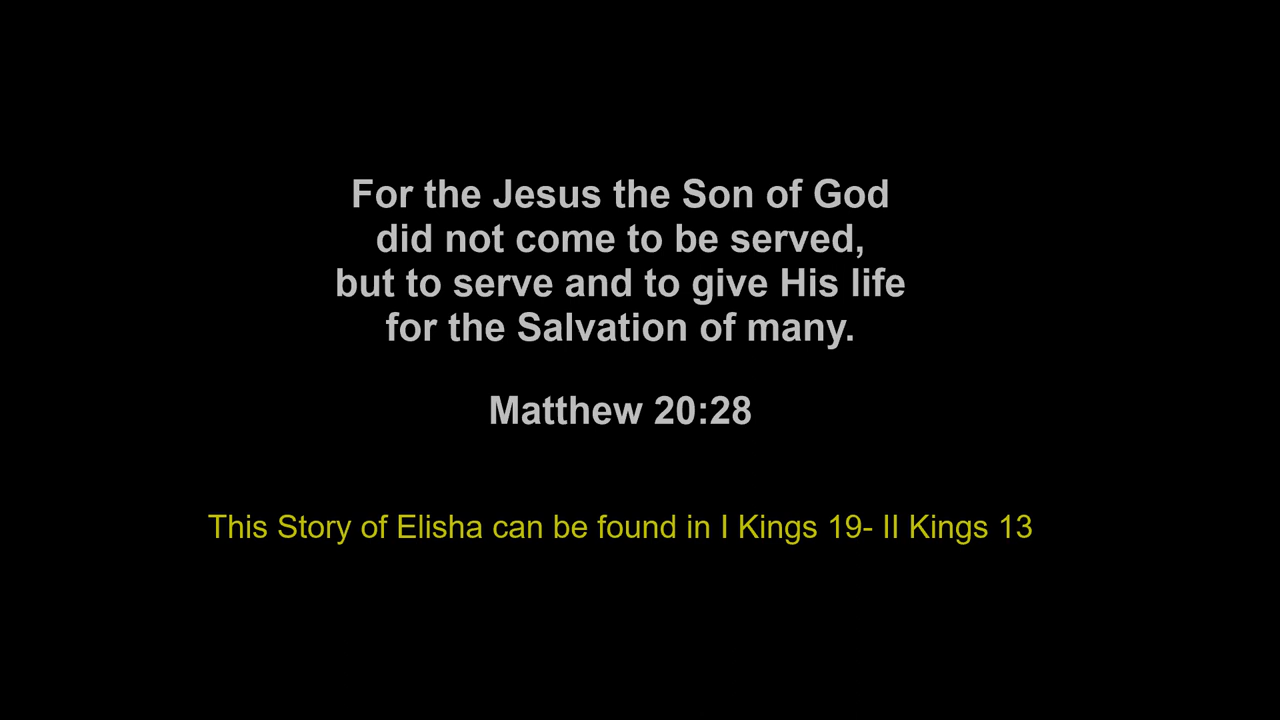 For the Jesus the Son of God
did not come to be served,
but to serve and to give His life
for the Salvation of many.
Matthew 20:28
This Story of Elisha can be found in I Kings 19- II Kings 13